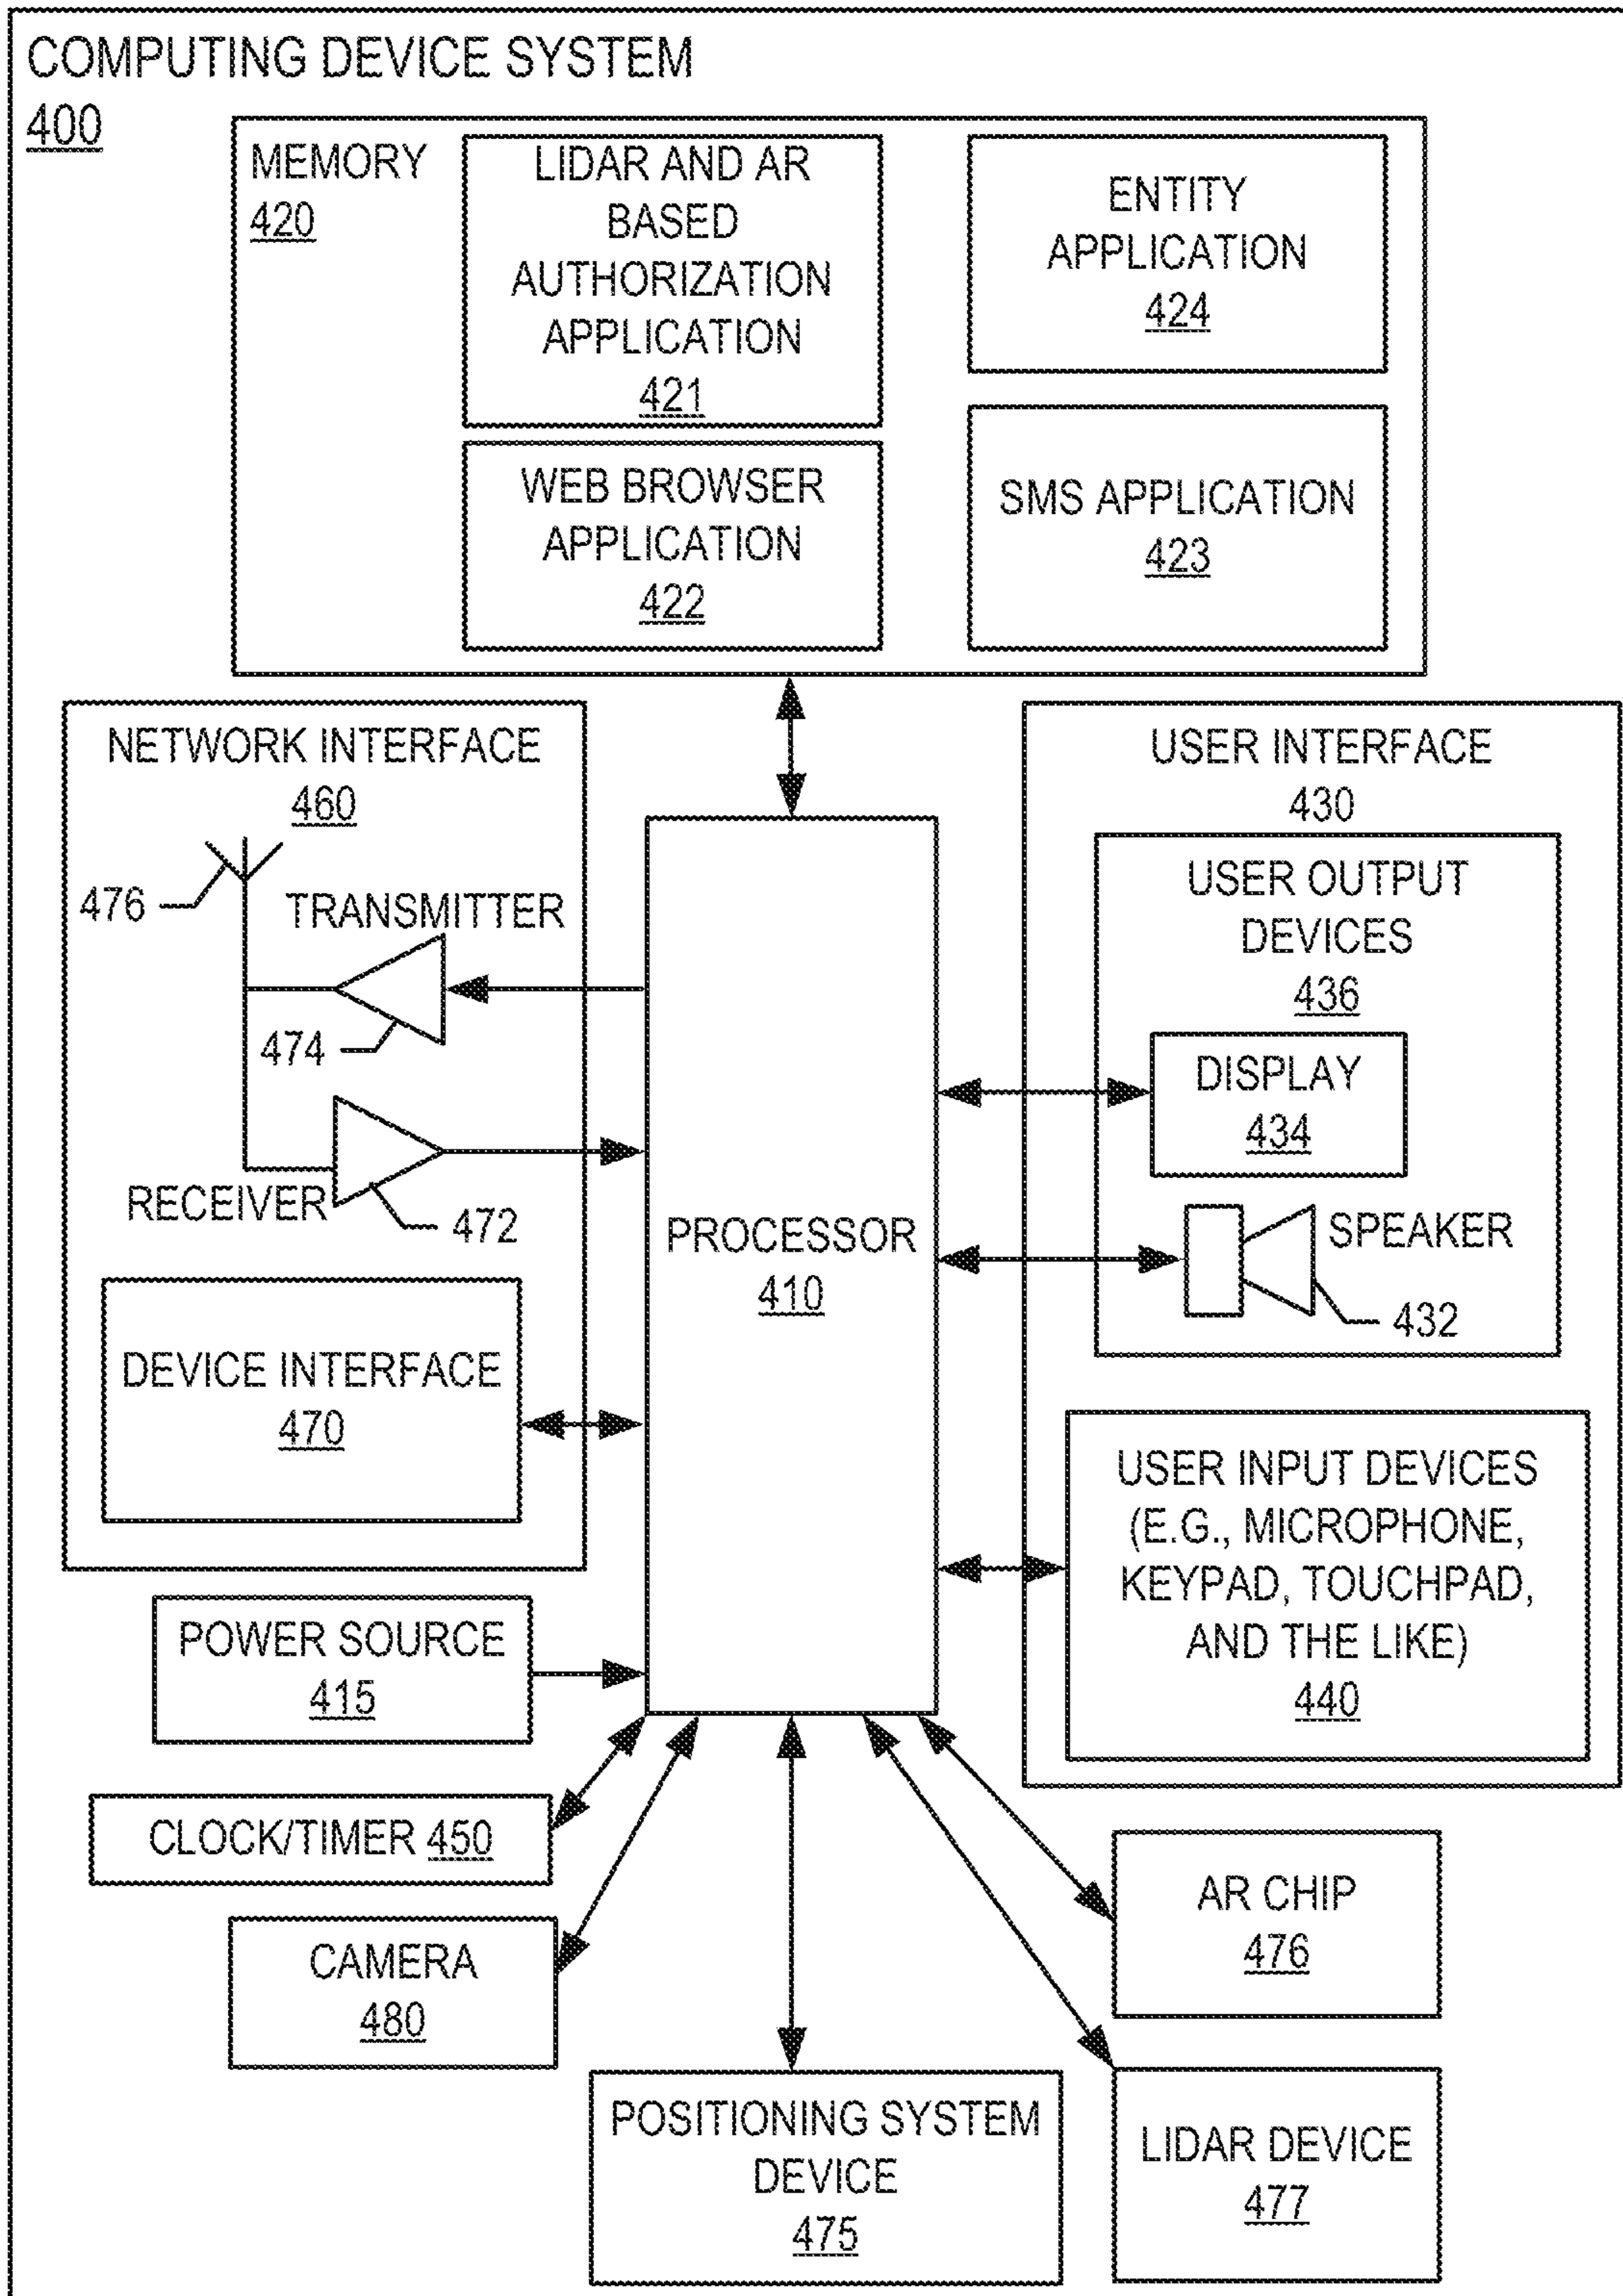 COMPUTING DEVICE SYSTEM
400
MEMORY
420
LIDAR AND AR
BASED
AUTHORIZATION
APPLICATION
421
ENTITY
APPLICATION
424
WEB BROWSER
APPLICATION
422
SMS APPLICATION
423
NETWORK INTERFACE
460
476
TRANSMITTER
474
RECEIVER
472
DEVICE INTERFACE
470
PROCESSOR
410
USER INTERFACE
430
USER OUTPUT
DEVICES
436
DISPLAY
434
SPEAKER
432
USER INPUT DEVICES
(E.G., MICROPHONE,
KEYPAD, TOUCHPAD,
AND THE LIKE)
440
POWER SOURCE
415
CLOCK/TIMER 450
CAMERA
480
POSITIONING SYSTEM
DEVICE
475
AR CHIP
476
LIDAR DEVICE
477